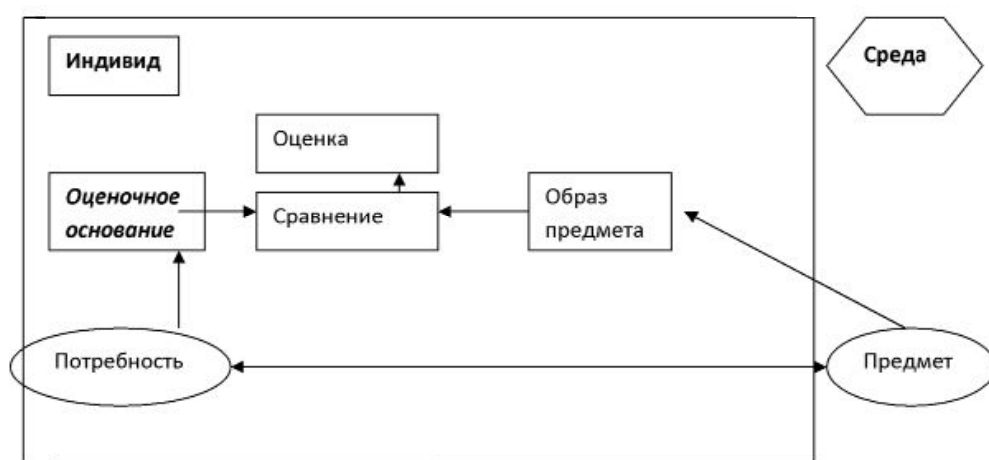 Индивид
Среда
Оценка
Оценочное
основание
Сравнение
Образ
предмета
Потребность
Предмет